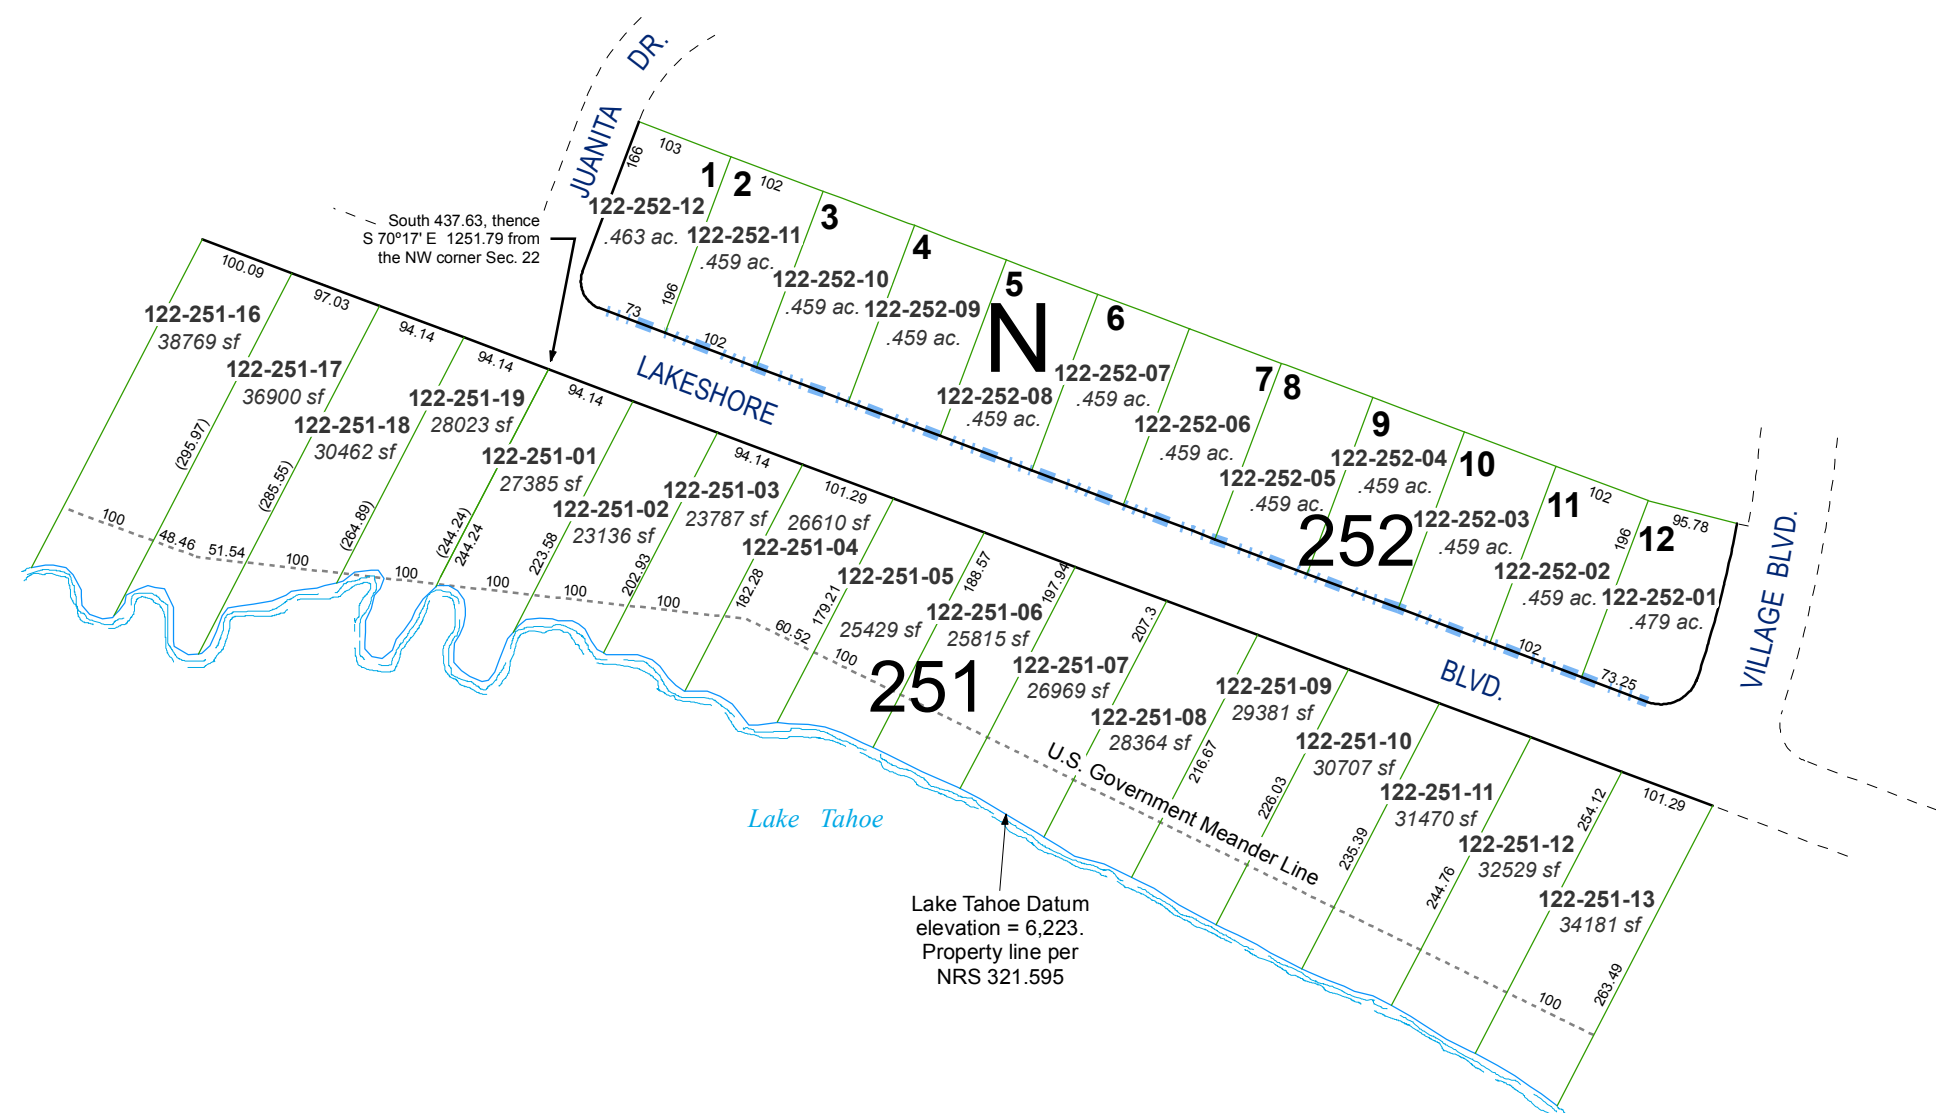 JUANITA DR.
South 437.63, thence
S 70º17' E 1251.79 from
the NW corner Sec. 22
166
103
1
122-252-12
.463 ac.
73
196
2
102
122-252-11
.459 ac.
102
3
122-252-10
.459 ac.
4
122-252-09
.459 ac.
5
N
122-252-08
.459 ac.
6
122-252-07
.459 ac.
7
122-252-06
.459 ac.
8
122-252-05
.459 ac.
9
122-252-04
.459 ac.
252
10
122-252-03
.459 ac.
11
102
122-252-02
.459 ac.
102
196
12
95.78
122-252-01
.479 ac.
73.25
VILLAGE BLVD.
LAKESHORE
BLVD.
100.09
122-251-16
38769 sf
100
97.03
122-251-17
36900 sf
(295.97)
48.46
51.54
94.14
122-251-18
30462 sf
(285.55)
100
94.14
122-251-19
28023 sf
(264.89)
100
94.14
122-251-01
27385 sf
(244.24)
244.24
100
122-251-02
23136 sf
223.58
100
94.14
122-251-03
23787 sf
202.93
100
101.29
26610 sf
122-251-04
182.28
60.52
122-251-05
25429 sf
179.21
100
251
188.57
122-251-06
25815 sf
197.94
122-251-07
26969 sf
207.3
122-251-08
28364 sf
216.67
122-251-09
29381 sf
226.03
122-251-10
30707 sf
235.39
122-251-11
31470 sf
244.76
122-251-12
32529 sf
254.12
101.29
122-251-13
34181 sf
100
263.49
U.S. Government Meander Line
Lake Tahoe
Lake Tahoe Datum
elevation = 6,223.
Property line per
NRS 321.595